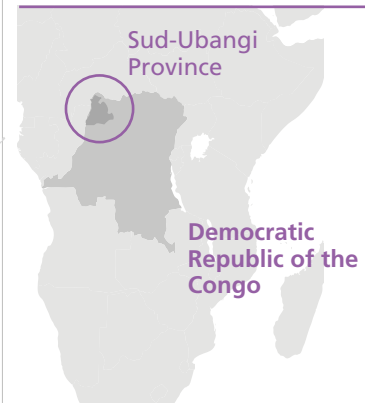 Sud-Ubangi
Province
Democratic
Republic of the
Congo